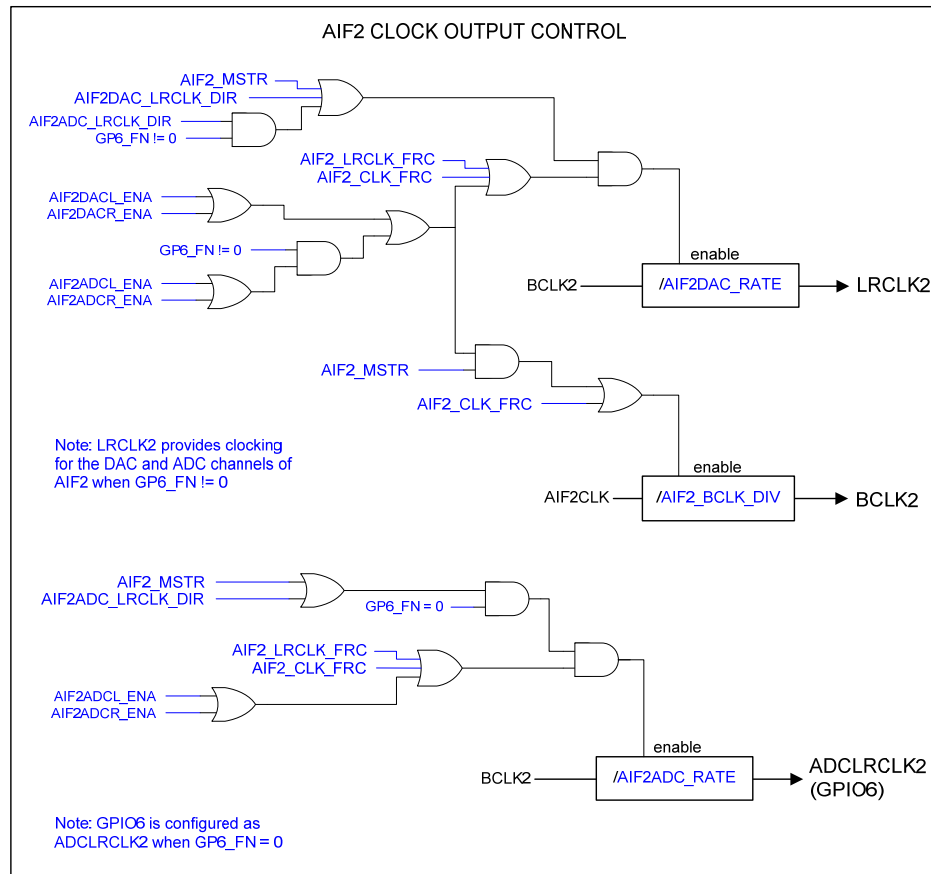 AIF2 CLOCK OUTPUT CONTROL
AIF2_MSTR
AIF2DAC_LRCLK_DIR
AIF2ADC_LRCLK_DIR
GP6_FN != 0
AIF2_LRCLK_FRC
AIF2_CLK_FRC
AIF2DACL_ENA
AIF2DACR_ENA
GP6_FN != 0
AIF2ADCL_ENA
AIF2ADCR_ENA
enable
BCLK2
/AIF2DAC_RATE
LRCLK2
AIF2_MSTR
AIF2_CLK_FRC
Note: LRCLK2 provides clocking
for the DAC and ADC channels of
AIF2 when GP6_FN != 0
enable
AIF2CLK
/AIF2_BCLK_DIV
BCLK2
AIF2_MSTR
AIF2ADC_LRCLK_DIR
GP6_FN = 0
AIF2_LRCLK_FRC
AIF2_CLK_FRC
AIF2ADCL_ENA
AIF2ADCR_ENA
enable
BCLK2
/AIF2ADC_RATE
ADCLRCLK2
(GPIO6)
Note: GPIO6 is configured as
ADCLRCLK2 when GP6_FN = 0